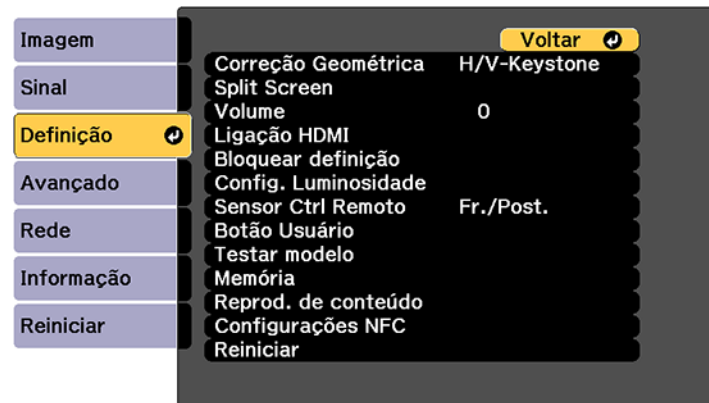 Imagem
Sinal
Definição
Avançado
Rede
Informação
Reiniciar
Voltar
Correção Geométrica H/V-Keystone
Split Screen
Volume 0
Ligação HDMI
Bloquear definição
Config. Luminosidade
Sensor Ctrl Remoto Fr./Post.
Botão Usuário
Testar modelo
Memória
Reprod. de conteúdo
Configurações NFC
Reiniciar